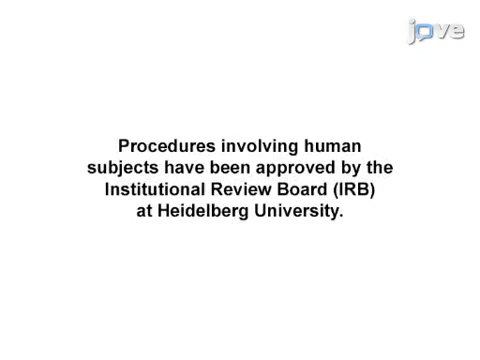 jove
Procedures involving human
subjects have been approved by the
Institutional Review Board (IRB)
at Heidelberg University.